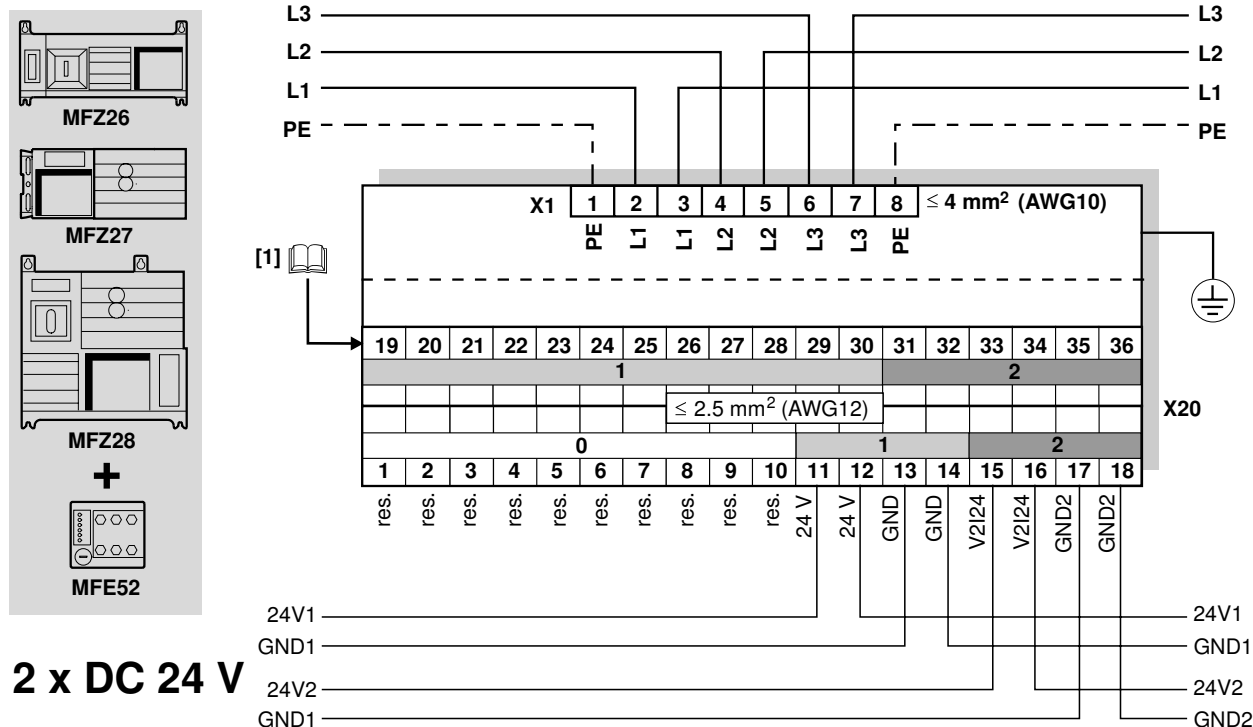 MFZ26
MFZ27
MFZ28
+
MFE52
2 x DC 24 V
L3 L3
L2 L2
L1 L1
PE PE
X1 1 2 3 4 5 6 7 8 ≤ 4 mm² (AWG10)
PE L1 L1 L2 L2 L3 L3 PE
[1]
19 20 21 22 23 24 25 26 27 28 29 30 31 32 33 34 35 36
1 2
≤ 2.5 mm² (AWG12)
X20
0 1 2
1 2 3 4 5 6 7 8 9 10 11 12 13 14 15 16 17 18
res. res. res. res. res. res. res. res. res. res. 24 V 24 V GND GND V2I24 V2I24 GND2 GND2
24V1 24V1
GND1 GND1
24V2 24V2
GND1 GND2